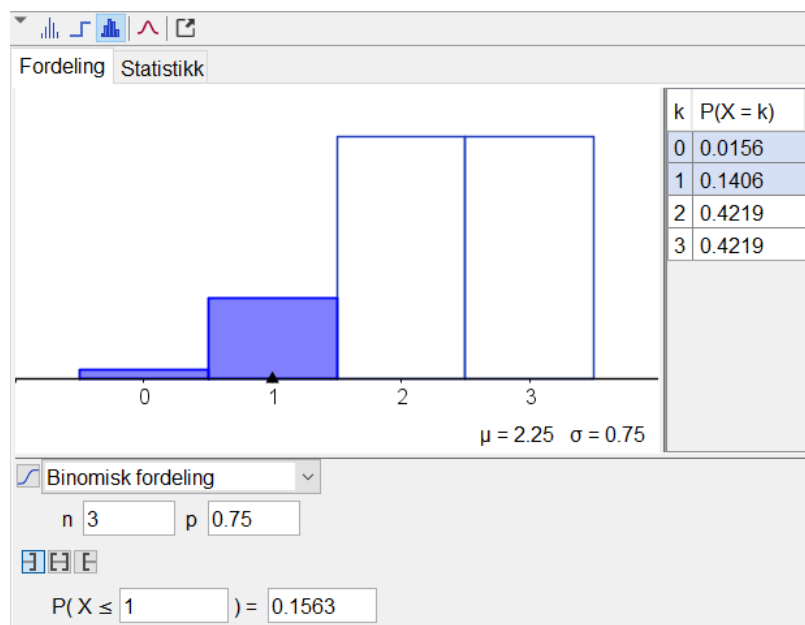 Fordeling Statistikk
k P(X = k)
0 0.0156
1 0.1406
2 0.4219
3 0.4219
0 1 2 3
μ = 2.25 σ = 0.75
Binomisk fordeling
n 3 p 0.75
P( X ≤ 1 ) = 0.1563